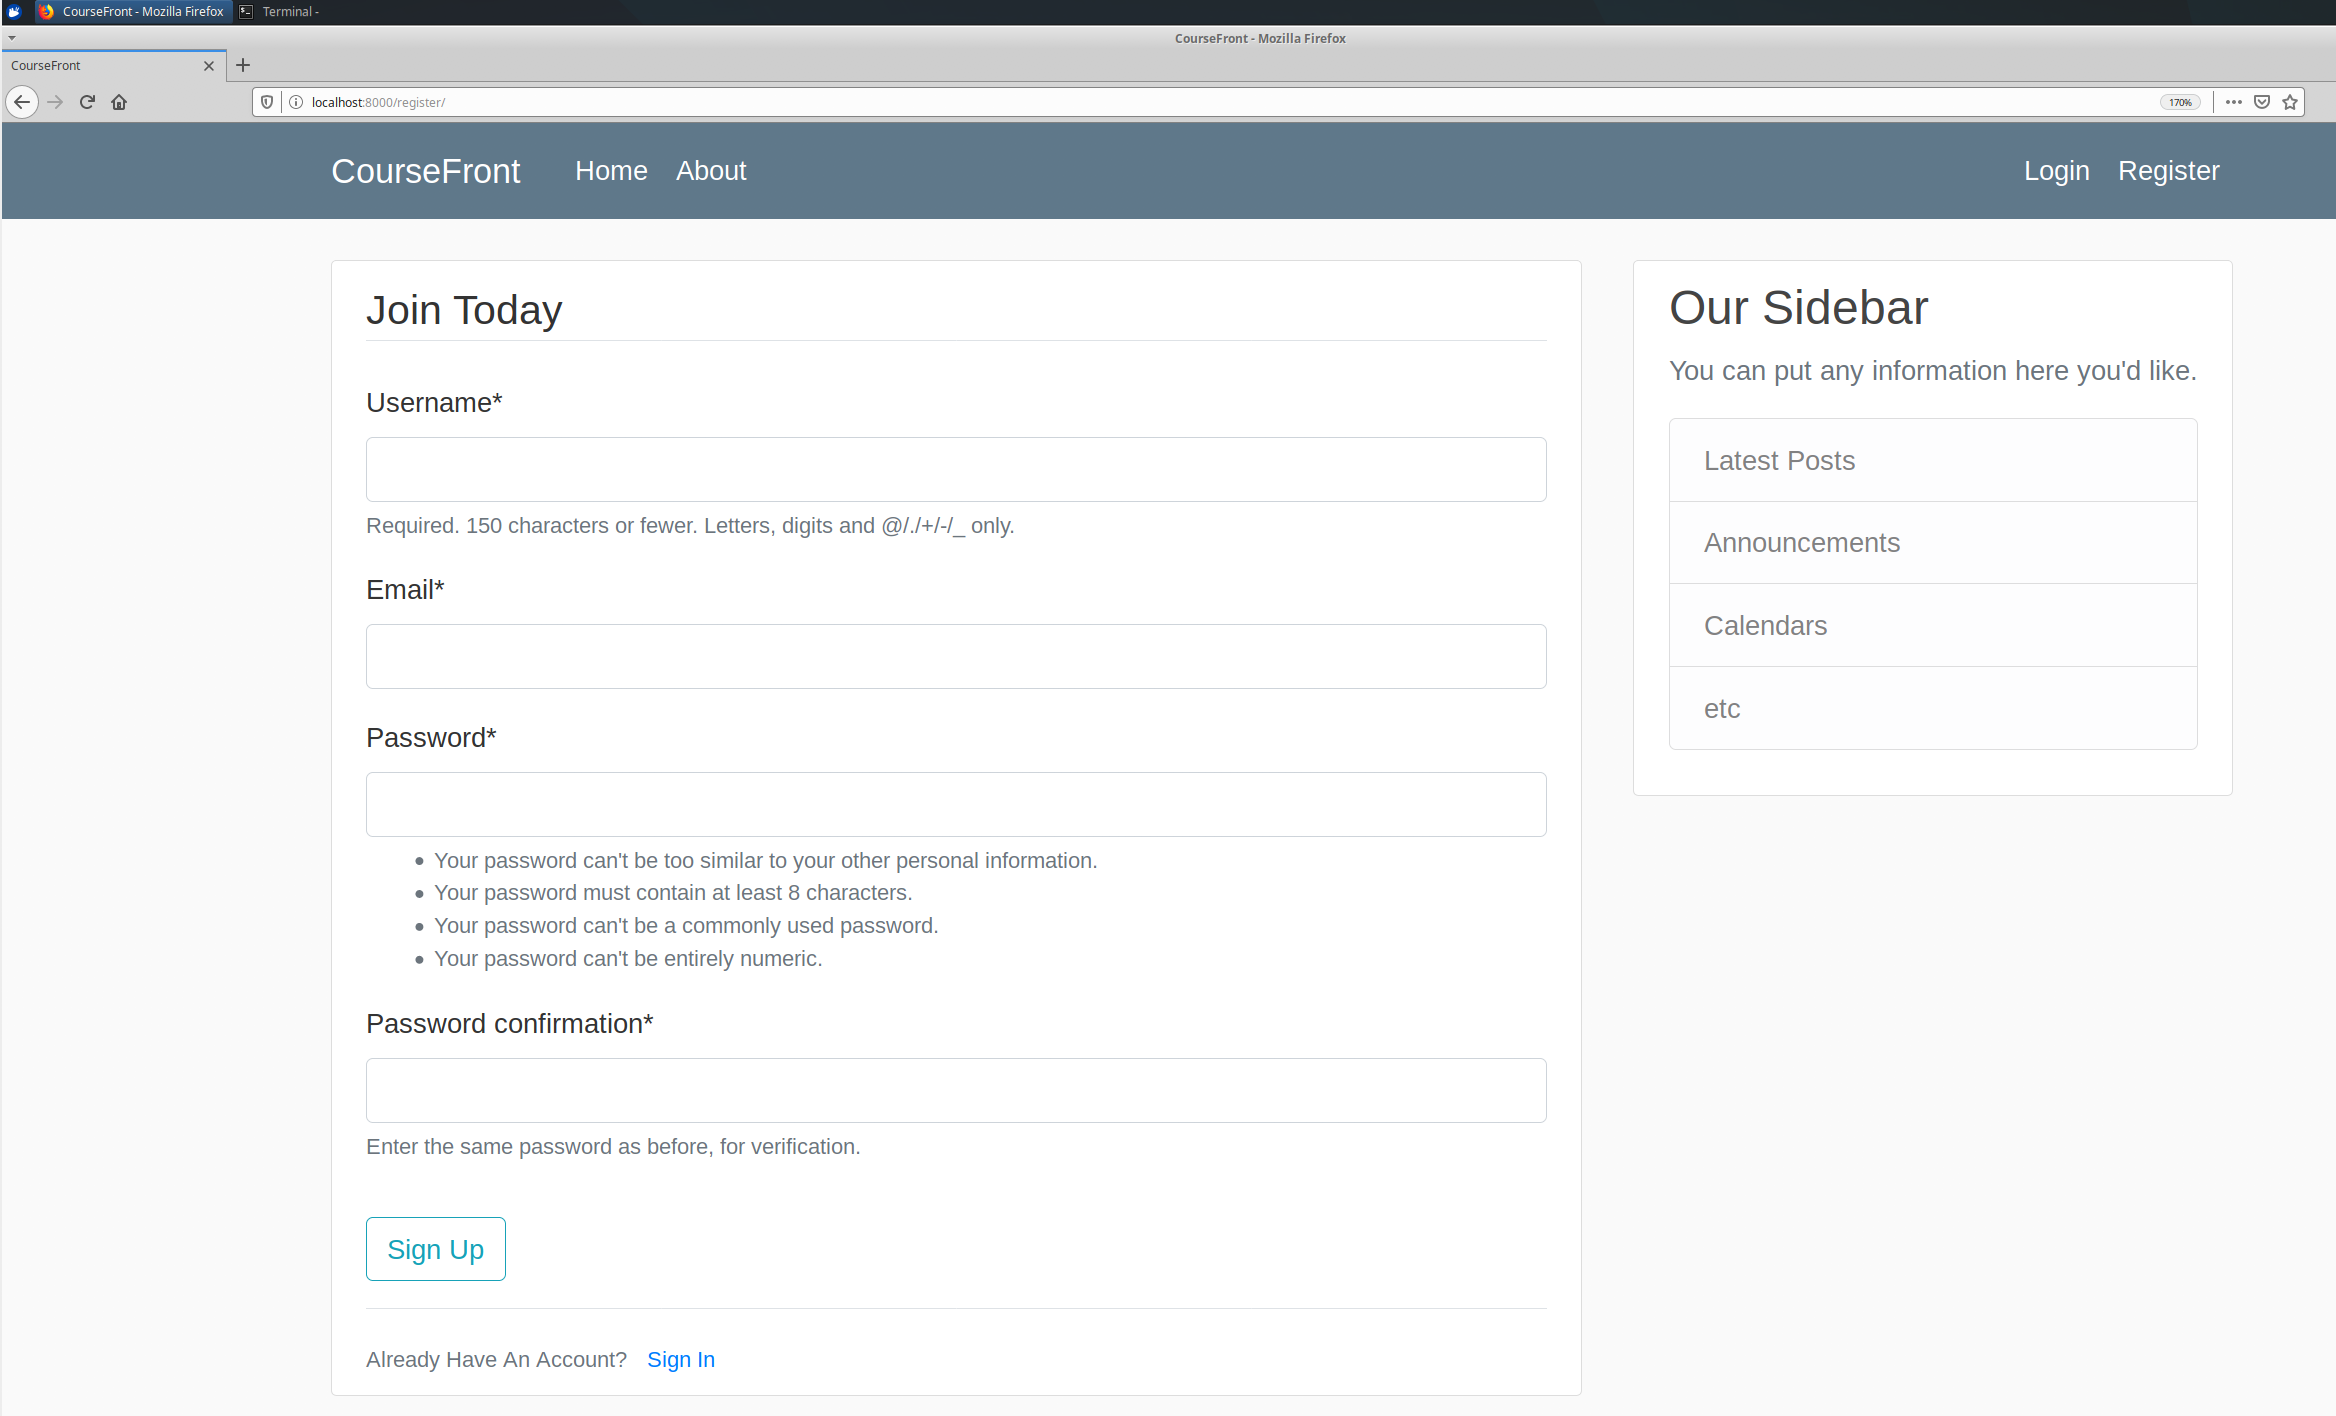 CourseFront - Mozilla Firefox
Terminal -
CourseFront - Mozilla Firefox
CourseFront
localhost:8000/register/
170%
CourseFront
Home
About
Login
Register
Join Today
Username*
Required. 150 characters or fewer. Letters, digits and @/./+/-/_ only.
Email*
Password*
Your password can't be too similar to your other personal information.
Your password must contain at least 8 characters.
Your password can't be a commonly used password.
Your password can't be entirely numeric.
Password confirmation*
Enter the same password as before, for verification.
Sign Up
Already Have An Account? Sign In
Our Sidebar
You can put any information here you'd like.
Latest Posts
Announcements
Calendars
etc